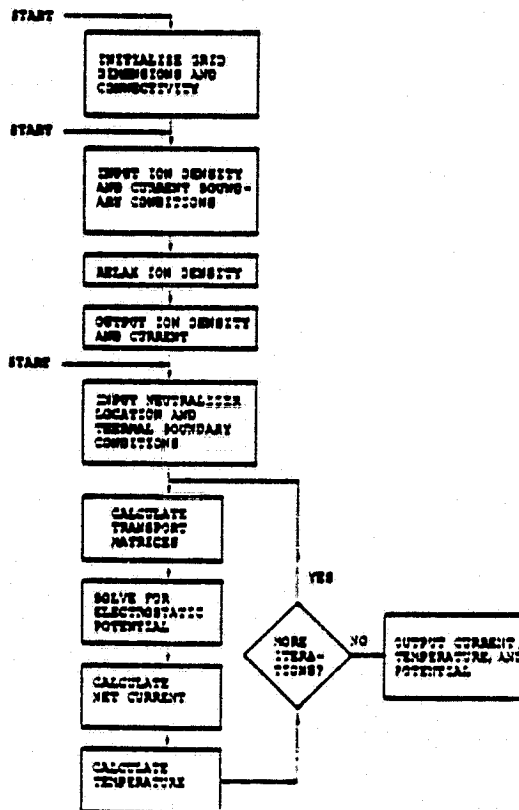 START
INITIALIZE GRID
DIMENSIONS AND
CONNECTIVITY
START
INPUT ION DENSITY
AND CURRENT BOUND-
ARY CONDITIONS
RELAX ION DENSITY
OUTPUT ION DENSITY
AND CURRENT
START
INPUT NEUTRALIZER
LOCATION AND
THERMAL BOUNDARY
CONDITIONS
CALCULATE
TRANSPORT
MATRICES
YES
SOLVE FOR
ELECTROSTATIC
POTENTIAL
MORE
ITERA-
TIONS?
NO
OUTPUT CURRENT
TEMPERATURE, AND
POTENTIAL
CALCULATE
NET CURRENT
CALCULATE
TEMPERATURE